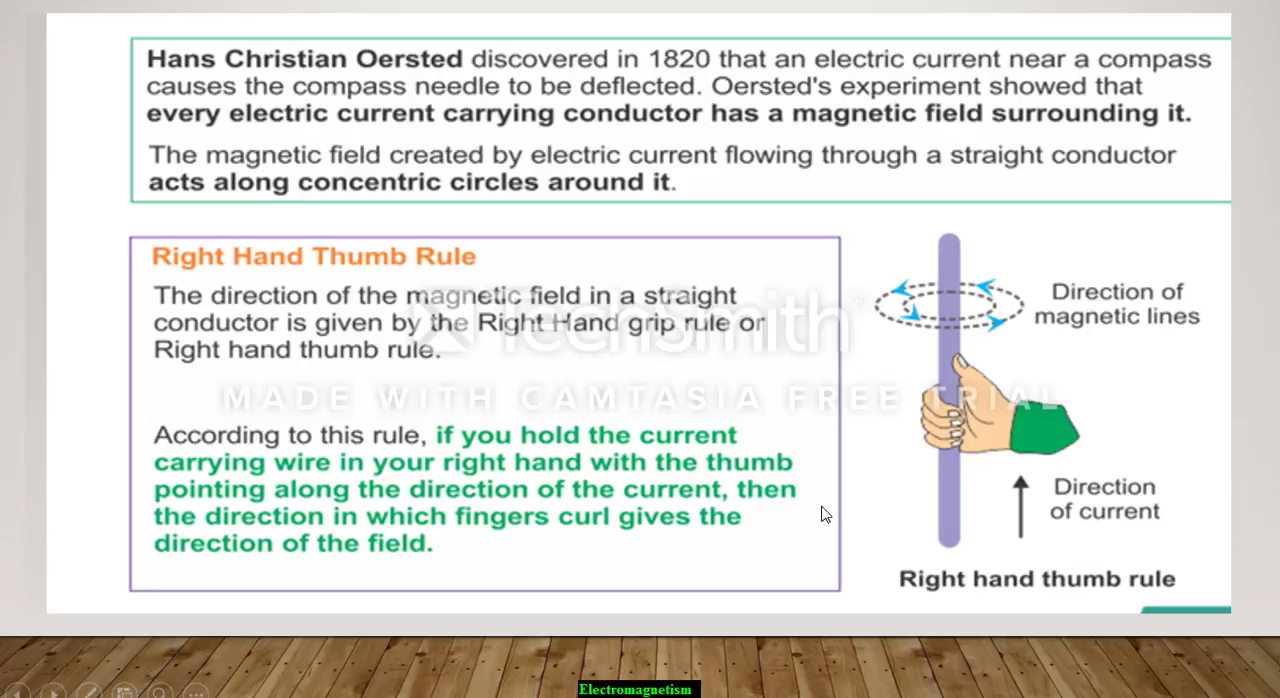 Hans Christian Oersted discovered in 1820 that an electric current near a compass
causes the compass needle to be deflected. Oersted's experiment showed that
every electric current carrying conductor has a magnetic field surrounding it.
The magnetic field created by electric current flowing through a straight conductor
acts along concentric circles around it.
Right Hand Thumb Rule
The direction of the magnetic field in a straight
conductor is given by the Right Hand grip rule or
Right hand thumb rule.
According to this rule, if you hold the current
carrying wire in your right hand with the thumb
pointing along the direction of the current, then
the direction in which fingers curl gives the
direction of the field.
Direction of
magnetic lines
Direction
of current
Right hand thumb rule
TechSmith®
MADE WITH CAMTASIA FREE TRIAL
Electromagnetism